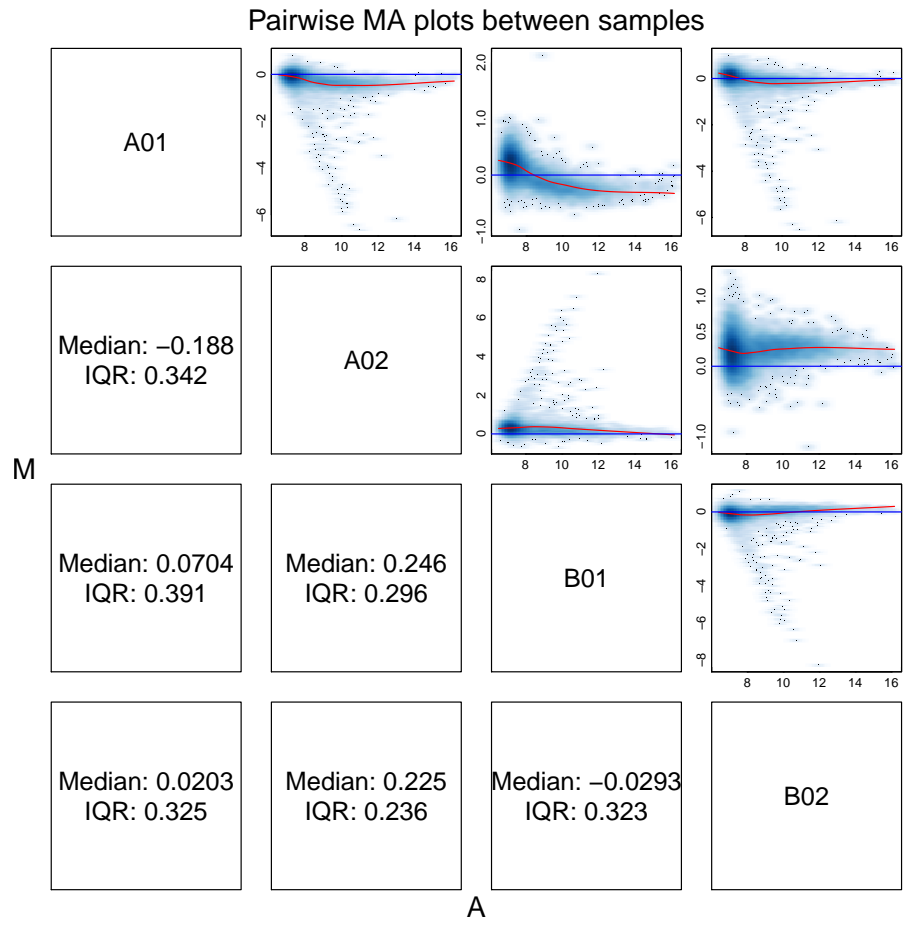 Pairwise MA plots between samples
A01
0
−2
−4
−6
8 10 12 14 16
2.0
1.0
0.0
−1.0
8 10 12 14 16
0
−2
−4
−6
8 10 12 14 16
Median: −0.188
IQR: 0.342
A02
8
6
4
2
0
8 10 12 14 16
1.0
0.5
0.0
−1.0
8 10 12 14 16
M
Median: 0.0704
IQR: 0.391
Median: 0.246
IQR: 0.296
B01
0
−2
−4
−6
−8
8 10 12 14 16
Median: 0.0203
IQR: 0.325
Median: 0.225
IQR: 0.236
Median: −0.0293
IQR: 0.323
B02
A